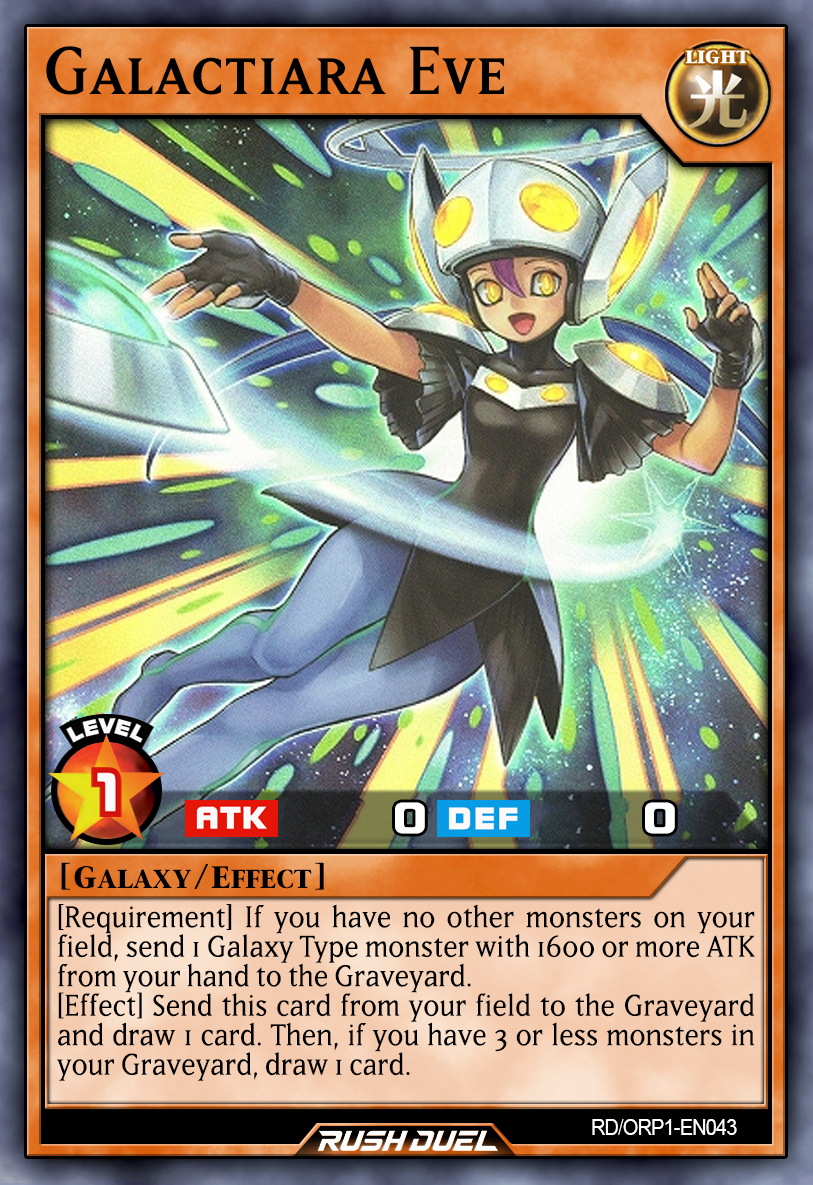 Galactiara Eve
LIGHT
光
LEVEL
1
ATK 0 DEF 0
[Galaxy/Effect]
[Requirement] If you have no other monsters on your
field, send 1 Galaxy Type monster with 1600 or more ATK
from your hand to the Graveyard.
[Effect] Send this card from your field to the Graveyard
and draw 1 card. Then, if you have 3 or less monsters in
your Graveyard, draw 1 card.
RD/ORP1-EN043
RUSH DUEL